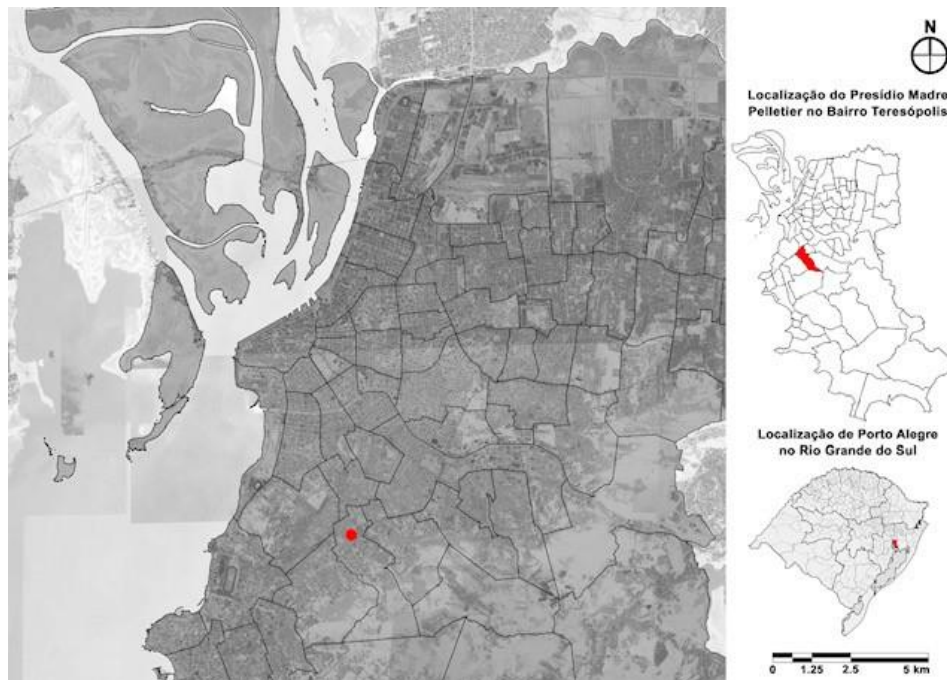 N
Localização do Presídio Madre
Pelletier no Bairro Teresópolis
Localização de Porto Alegre
no Rio Grande do Sul
0 1.25 2.5 5 km